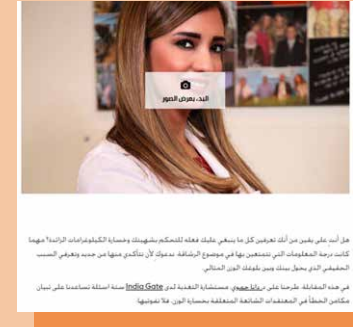 البدء بعرض الصور
هل أنتِ على يقين من أنك تعرفين كل ما ينبغي عليك فعله للتحكم بشهيتك وخسارة الكيلوغرامات الزائدة؟ مهما
كانت درجة المعلومات التي تتمتعين بها في موضوع الرشاقة، ندعوك لأن تتأكدي منها من جديد وتعرفي السبب
الحقيقي الذي يحول بينك وبين بلوغك الوزن المثالي.
في هذه المقابلة، طرحنا على د. دانا حموي، مستشارة التغذية لدى India Gate ستة أسئلة تساعدنا على تبيان
مكامن الخطأ في المعتقدات الشائعة المتعلقة بخسارة الوزن، فلا تفوتيها.